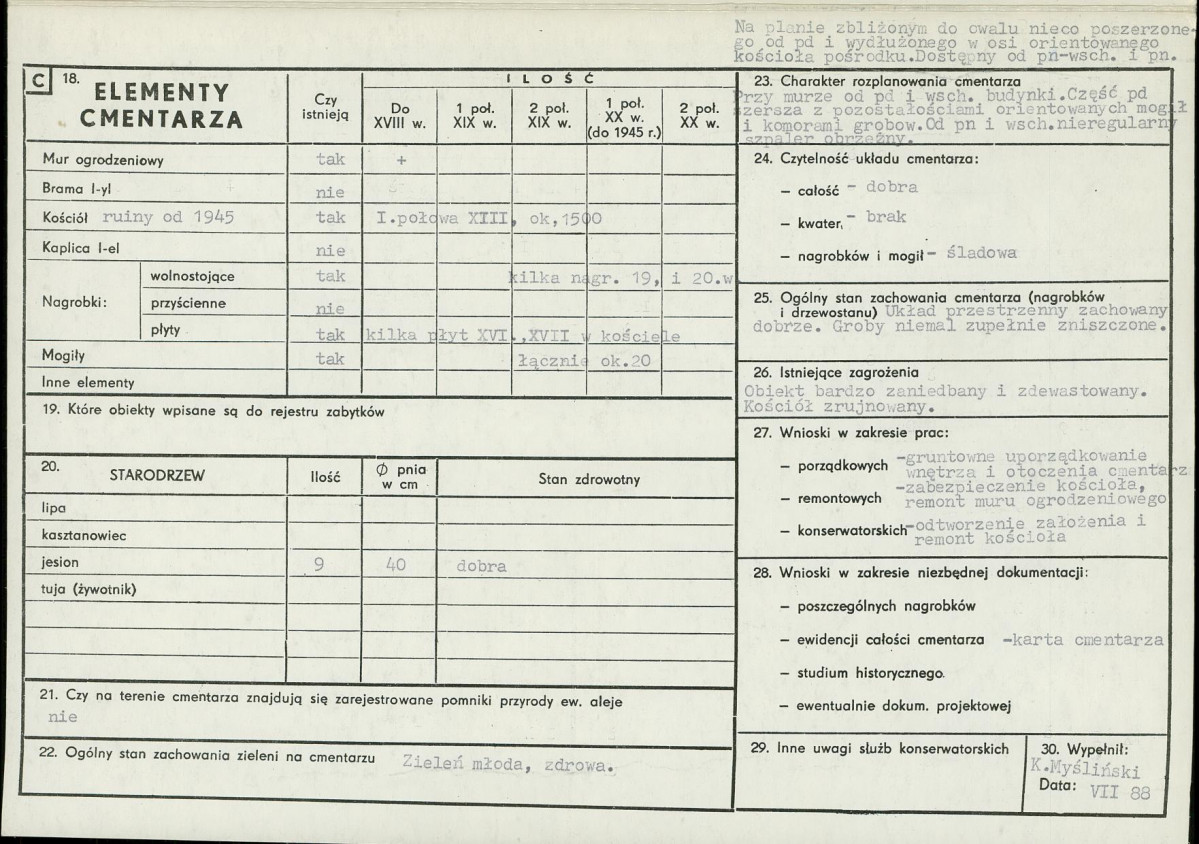 Na planie zbliżonym do owalu nieco poszerzone-
go od pd i wydłużonego w osi orientowanego
kościoła pośrodku.Dostępny od pn-wsch. i pn.
C 18. ELEMENTY
CMENTARZA
Czy
istnieją
ILOŚĆ
Do
XVIII w.
1 poł.
XIX w.
2 poł.
XIX w.
1 poł.
XX w.
(do 1945 r.)
2 poł.
XX w.
Mur ogrodzeniowy tak +
Brama l-yl nie
Kościół ruiny od 1945 tak I.połowa XIII, ok,1500
Kaplica l-el nie
Nagrobki:
wolnostojące tak kilka nagr. 19, i 20.w
przyścienne nie
płyty tak kilka płyt XVI.,XVII w kościele
Mogiły tak łącznie ok.20
Inne elementy
19. Które obiekty wpisane są do rejestru zabytków
20. STARODRZEW Ilość Ø pnia
w cm Stan zdrowotny
lipa
kasztanowiec
jesion 9 40 dobra
tuja (żywotnik)
21. Czy na terenie cmentarza znajdują się zarejestrowane pomniki przyrody ew. aleje
nie
22. Ogólny stan zachowania zieleni na cmentarzu Zieleń młoda, zdrowa.
23. Charakter rozplanowania cmentarza
Przy murze od pd i wsch. budynki.Część pd
szersza z pozostałościami orientowanych mogił
i komorami grobow.Od pn i wsch.nieregularny
szpaler obrzeżny.
24. Czytelność układu cmentarza:
– całość - dobra
– kwater, - brak
– nagrobków i mogił - śladowa
25. Ogólny stan zachowania cmentarza (nagrobków
i drzewostanu) Układ przestrzenny zachowany
dobrze. Groby niemal zupełnie zniszczone.
26. Istniejące zagrożenia
Obiekt bardzo zaniedbany i zdewastowany.
Kościół zrujnowany.
27. Wnioski w zakresie prac:
– porządkowych -gruntowne uporządkowanie
wnętrza i otoczenia cmentarz
– remontowych -zabezpieczenie kościoła,
remont muru ogrodzeniowego
– konserwatorskich -odtworzenie założenia i
remont kościoła
28. Wnioski w zakresie niezbędnej dokumentacji:
– poszczególnych nagrobków
– ewidencji całości cmentarza -karta cmentarza
– studium historycznego
– ewentualnie dokum. projektowej
29. Inne uwagi służb konserwatorskich
30. Wypełnił:
K.Myśliński
Data: VII 88